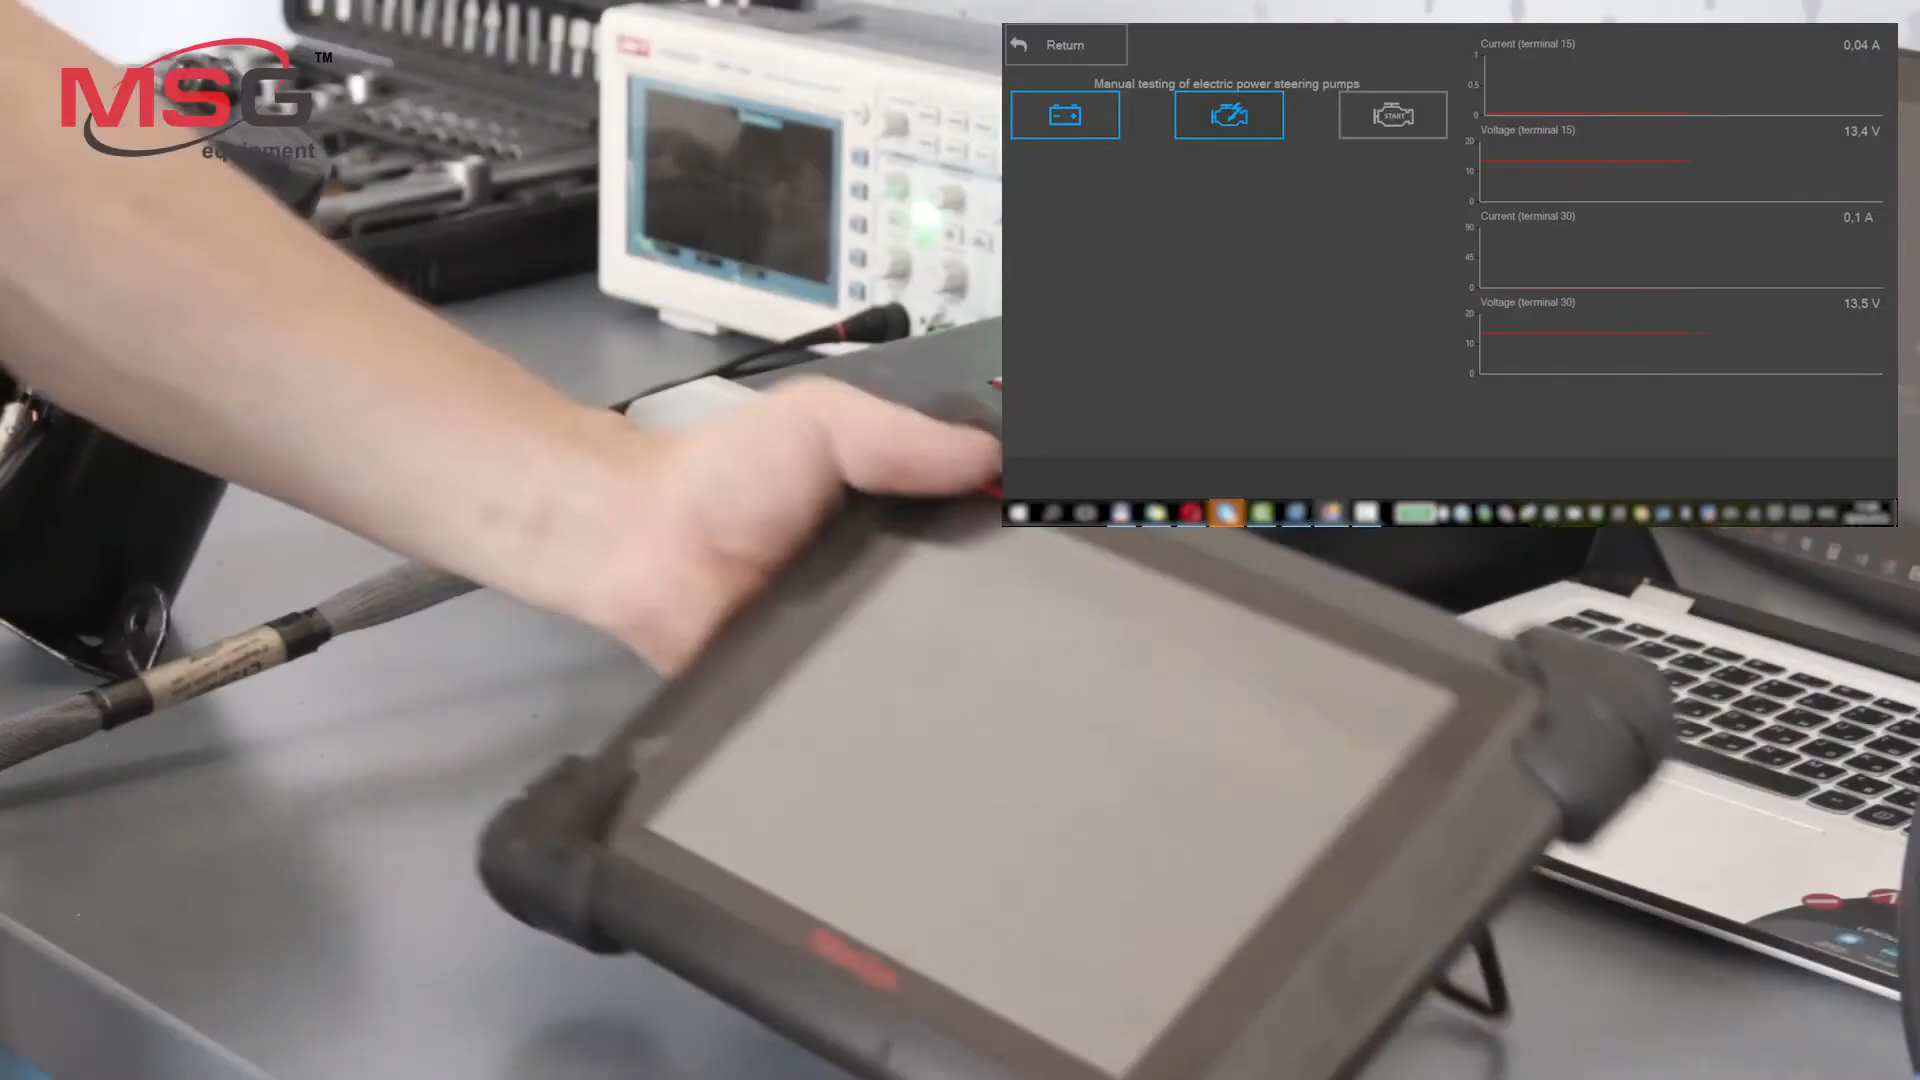 MSG
TM
equipment
Return
Manual testing of electric power steering pumps
START
Current (terminal 15)
0,04 A
1
0,5
0
Voltage (terminal 15)
13,4 V
20
10
0
Current (terminal 30)
0,1 A
90
45
0
Voltage (terminal 30)
13,5 V
20
10
0